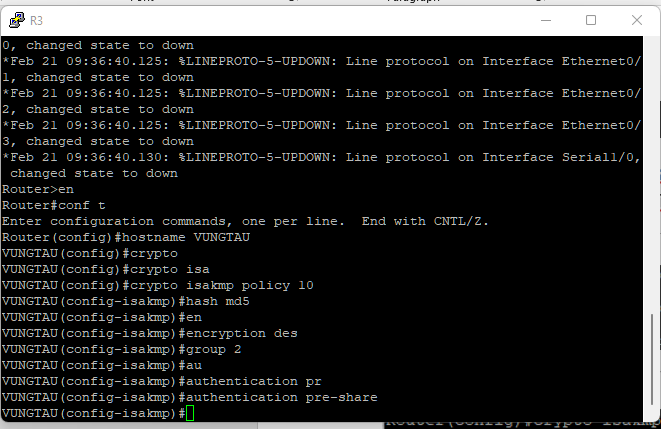 R3
0, changed state to down
*Feb 21 09:36:40.125: %LINEPROTO-5-UPDOWN: Line protocol on Interface Ethernet0/
1, changed state to down
*Feb 21 09:36:40.125: %LINEPROTO-5-UPDOWN: Line protocol on Interface Ethernet0/
2, changed state to down
*Feb 21 09:36:40.125: %LINEPROTO-5-UPDOWN: Line protocol on Interface Ethernet0/
3, changed state to down
*Feb 21 09:36:40.130: %LINEPROTO-5-UPDOWN: Line protocol on Interface Serial1/0,
 changed state to down
Router>en
Router#conf t
Enter configuration commands, one per line.  End with CNTL/Z.
Router(config)#hostname VUNGTAU
VUNGTAU(config)#crypto
VUNGTAU(config)#crypto isa
VUNGTAU(config)#crypto isakmp policy 10
VUNGTAU(config-isakmp)#hash md5
VUNGTAU(config-isakmp)#en
VUNGTAU(config-isakmp)#encryption des
VUNGTAU(config-isakmp)#group 2
VUNGTAU(config-isakmp)#au
VUNGTAU(config-isakmp)#authentication pr
VUNGTAU(config-isakmp)#authentication pre-share
VUNGTAU(config-isakmp)#